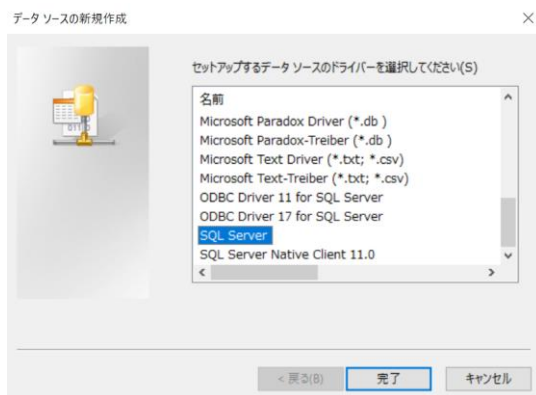 データ ソースの新規作成
セットアップするデータ ソースのドライバーを選択してください(S)
名前
Microsoft Paradox Driver (*.db )
Microsoft Paradox-Treiber (*.db )
Microsoft Text Driver (*.txt; *.csv)
Microsoft Text-Treiber (*.txt; *.csv)
ODBC Driver 11 for SQL Server
ODBC Driver 17 for SQL Server
SQL Server
SQL Server Native Client 11.0
< 戻る(B)
完了
キャンセル